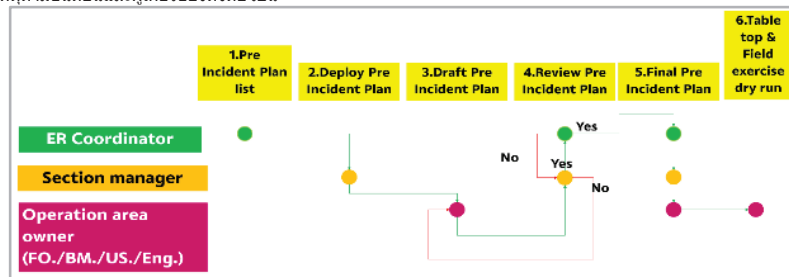 1.Pre
Incident Plan
list
2.Deploy Pre
Incident Plan
3.Draft Pre
Incident Plan
4.Review Pre
Incident Plan
5.Final Pre
Incident Plan
6.Table
top &
Field
exercise
dry run
ER Coordinator
Yes
No
Yes
Section manager
No
Operation area
owner
(FO./BM./US./Eng.)